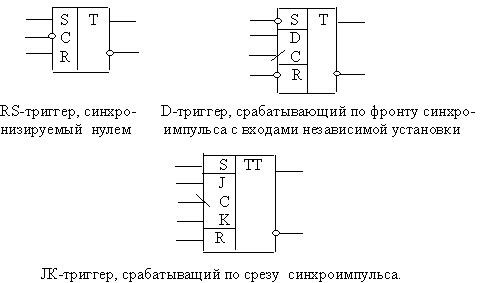 S T
C
R
S T
D
C
R
RS-триггер, синхро-
низируемый нулем
D-триггер, срабатывающий по фронту синхро-
импульса с входами независимой установки
S TT
J
C
K
R
JK-триггер, срабатыващий по срезу синхроимпульса.